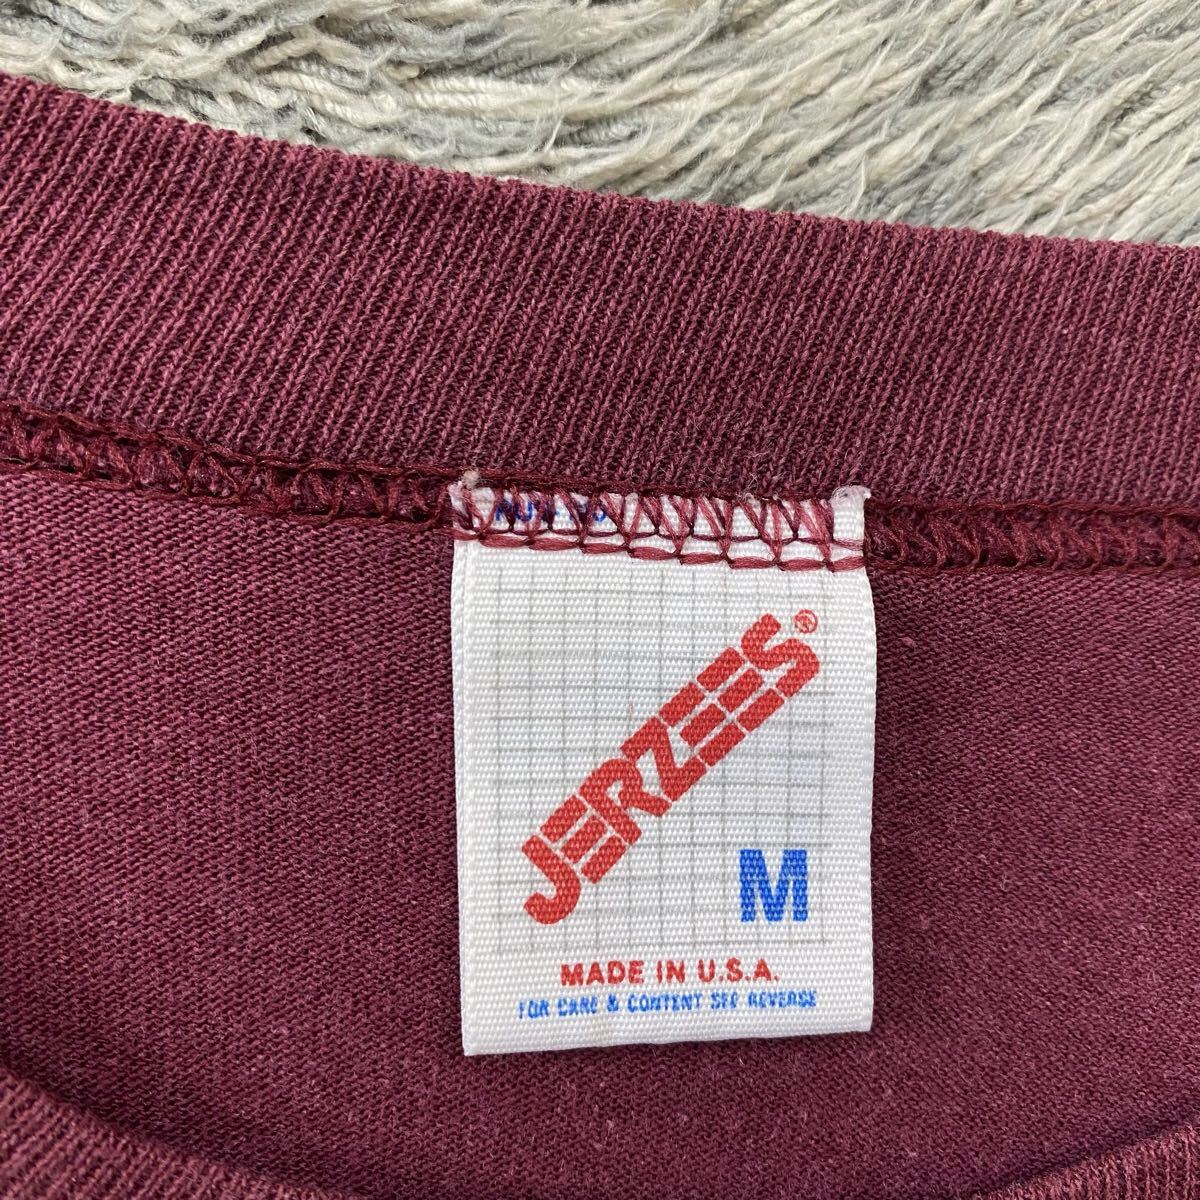 JERZEES®
M
MADE IN U.S.A.
FOR CARE & CONTENT SEE REVERSE